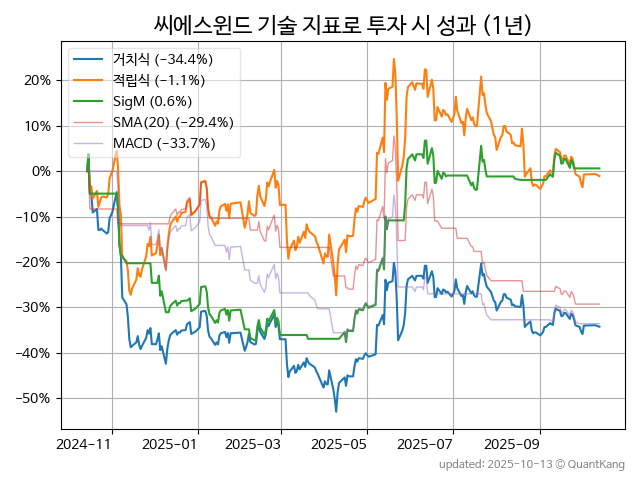 씨에스윈드 기술 지표로 투자 시 성과 (1년)
거치식 (−34.4%)
적립식 (−1.1%)
SigM (0.6%)
SMA(20) (−29.4%)
MACD (−33.7%)
20%
10%
0%
−10%
−20%
−30%
−40%
−50%
2024-11 2025-01 2025-03 2025-05 2025-07 2025-09
updated: 2025-10-13 © QuantKang